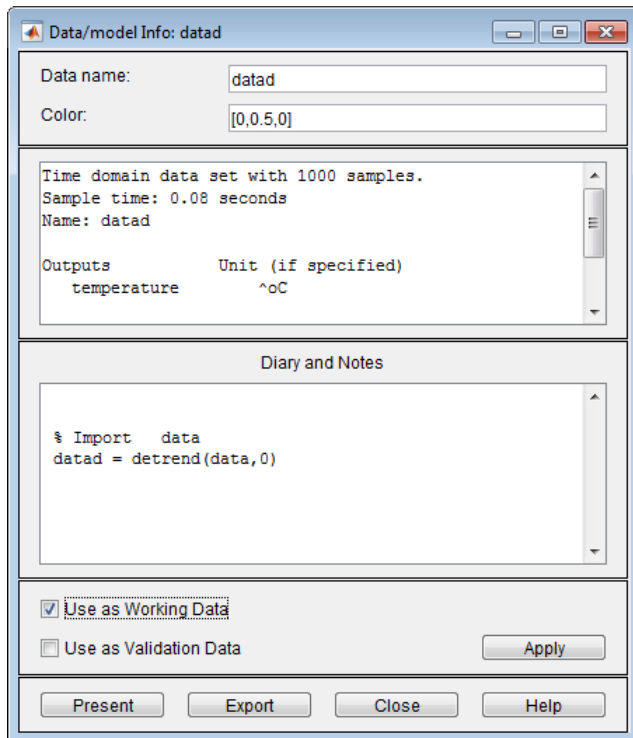 Data/model Info: datad
Data name: datad
Color: [0,0.5,0]
Time domain data set with 1000 samples.
Sample time: 0.08 seconds
Name: datad
Outputs Unit (if specified)
temperature ^oC
Diary and Notes
% Import data
datad = detrend(data,0)
Use as Working Data
Use as Validation Data Apply
Present Export Close Help